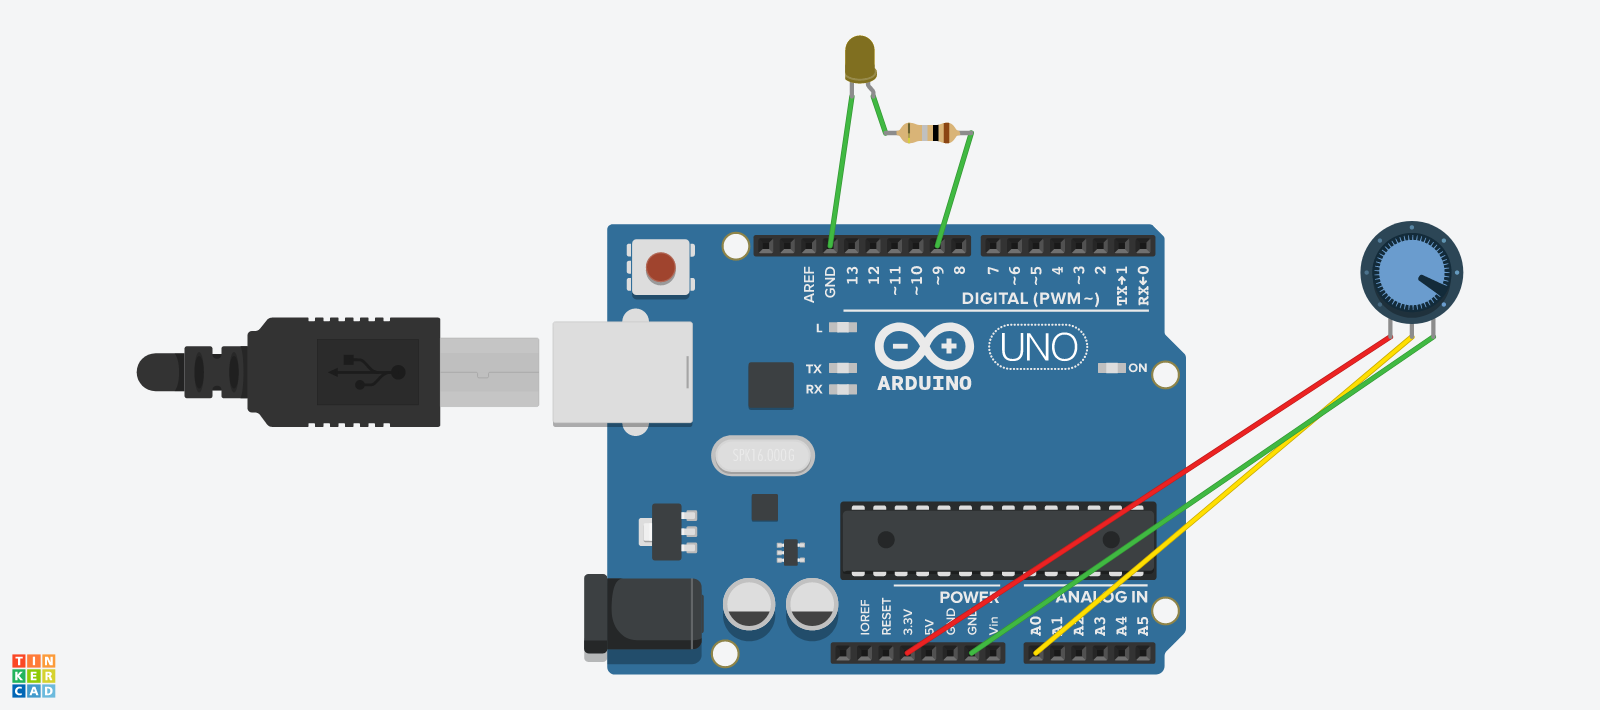 AREF
GND
13
12
~11
~10
~9
8
7
~6
~5
4
~3
2
TX→1
RX←0
DIGITAL (PWM~)
L
TX
RX
ARDUINO
UNO
ON
SPK16.000G
POWER
ANALOG IN
IOREF
RESET
3.3V
5V
GND
GND
Vin
A0
A1
A2
A3
A4
A5
TIN
KER
CAD